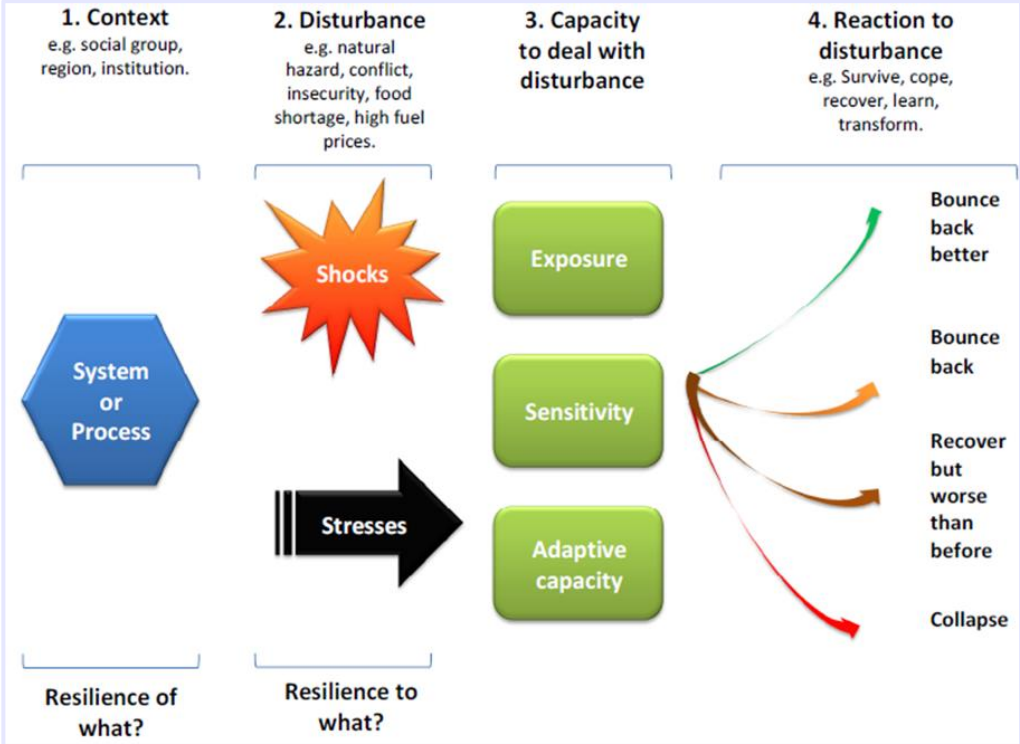 1. Context
e.g. social group,
region, institution.
2. Disturbance
e.g. natural
hazard, conflict,
insecurity, food
shortage, high fuel
prices.
3. Capacity
to deal with
disturbance
4. Reaction to
disturbance
e.g. Survive, cope,
recover, learn,
transform.
System
or
Process
Shocks
Stresses
Exposure
Sensitivity
Adaptive
capacity
Bounce
back
better
Bounce
back
Recover
but
worse
than
before
Collapse
Resilience of
what?
Resilience to
what?